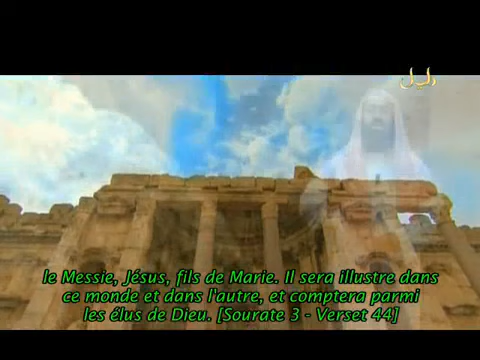 دليل
le Messie, Jésus, fils de Marie. Il sera illustre dans
ce monde et dans l'autre, et comptera parmi
les élus de Dieu. [Sourate 3 - Verset 44]